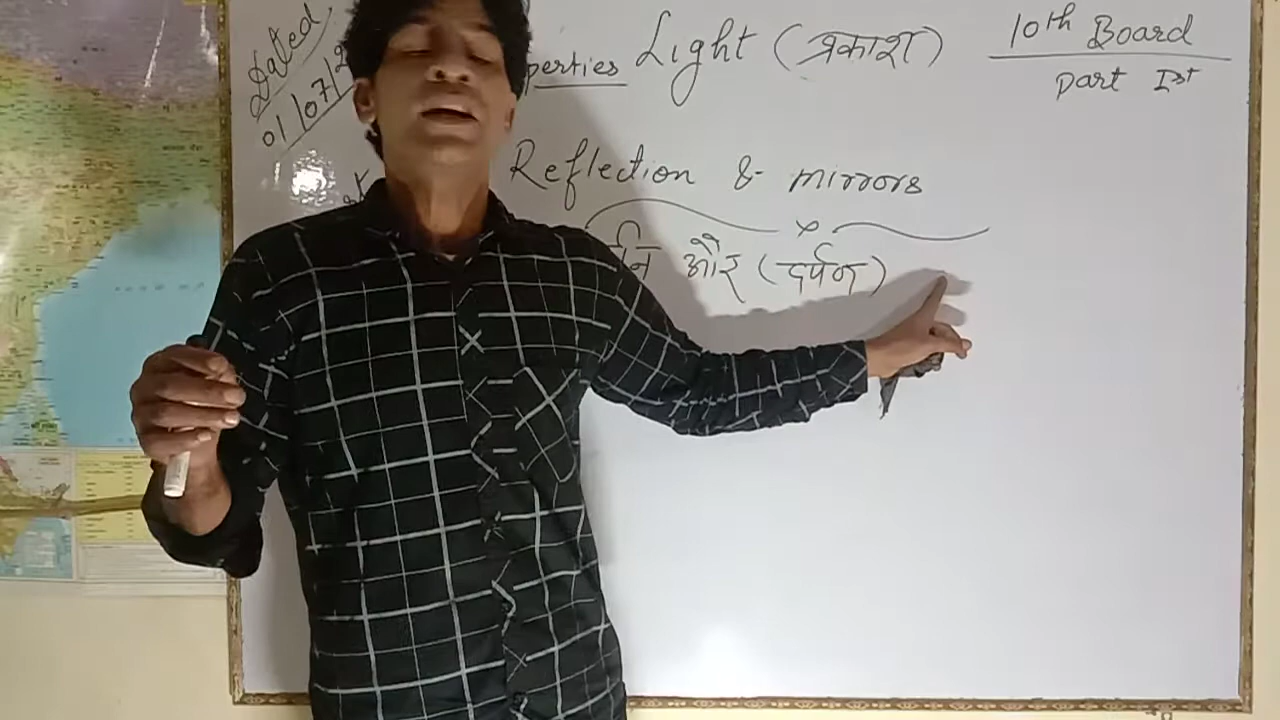 Dated
01/07/2
perties Light (प्रकाश)
10th Board
Part Ist
Reflection & mirrors
और (दर्पण)